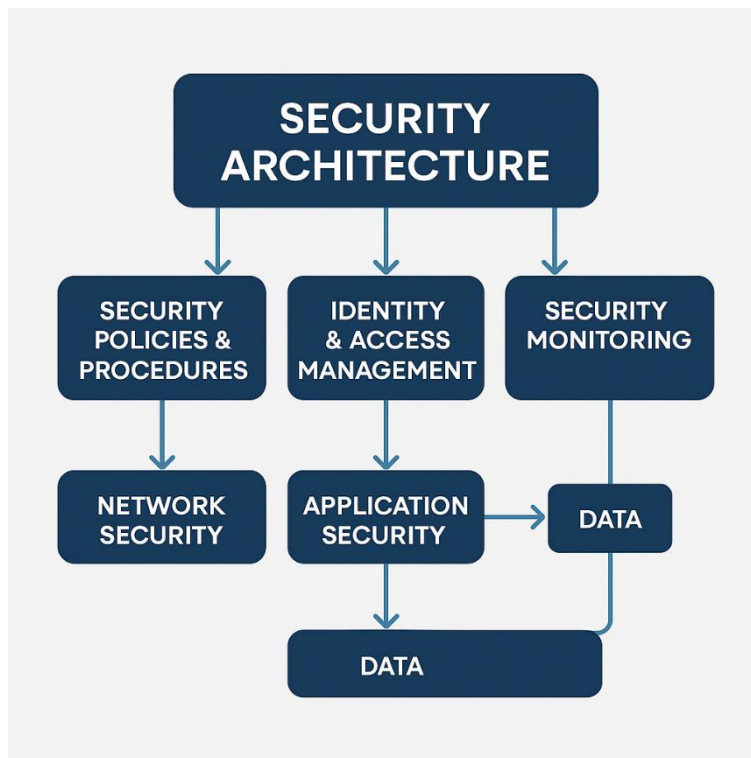 SECURITY
ARCHITECTURE
SECURITY
POLICIES &
PROCEDURES
IDENTITY
& ACCESS
MANAGEMENT
SECURITY
MONITORING
NETWORK
SECURITY
APPLICATION
SECURITY
DATA
DATA